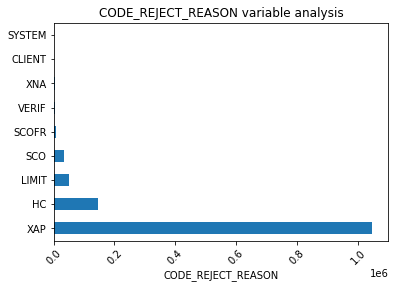 CODE_REJECT_REASON variable analysis
SYSTEM
CLIENT
XNA
VERIF
SCOFR
SCO
LIMIT
HC
XAP
0.0 0.2 0.4 0.6 0.8 1.0
1e6
CODE_REJECT_REASON